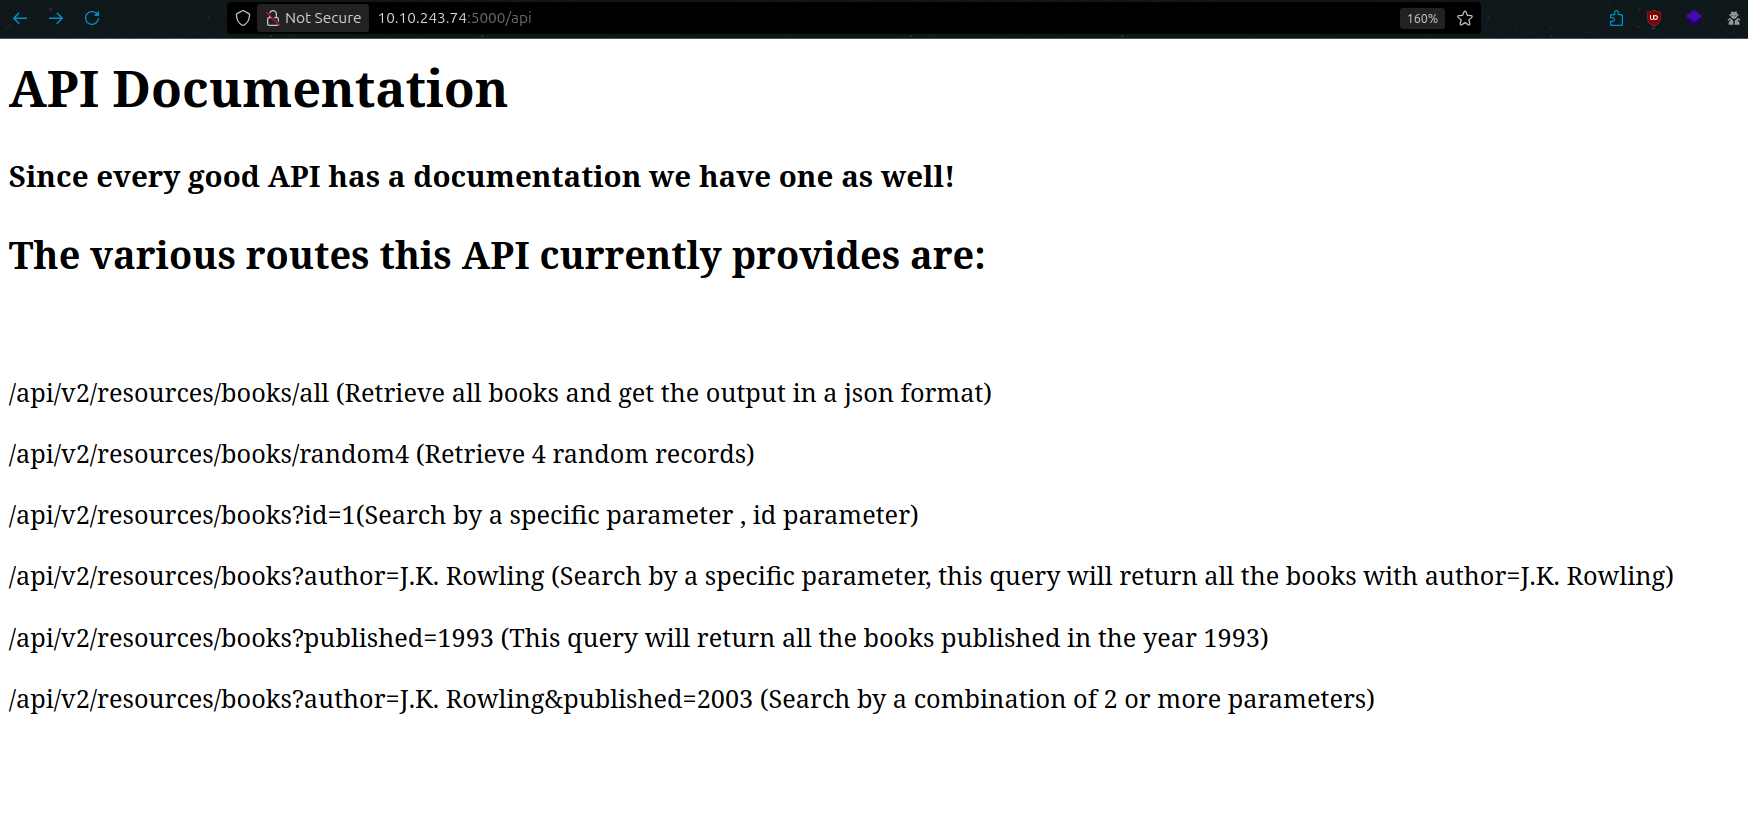 Not Secure 10.10.243.74:5000/api 160%
API Documentation
Since every good API has a documentation we have one as well!
The various routes this API currently provides are:
/api/v2/resources/books/all (Retrieve all books and get the output in a json format)
/api/v2/resources/books/random4 (Retrieve 4 random records)
/api/v2/resources/books?id=1(Search by a specific parameter , id parameter)
/api/v2/resources/books?author=J.K. Rowling (Search by a specific parameter, this query will return all the books with author=J.K. Rowling)
/api/v2/resources/books?published=1993 (This query will return all the books published in the year 1993)
/api/v2/resources/books?author=J.K. Rowling&published=2003 (Search by a combination of 2 or more parameters)